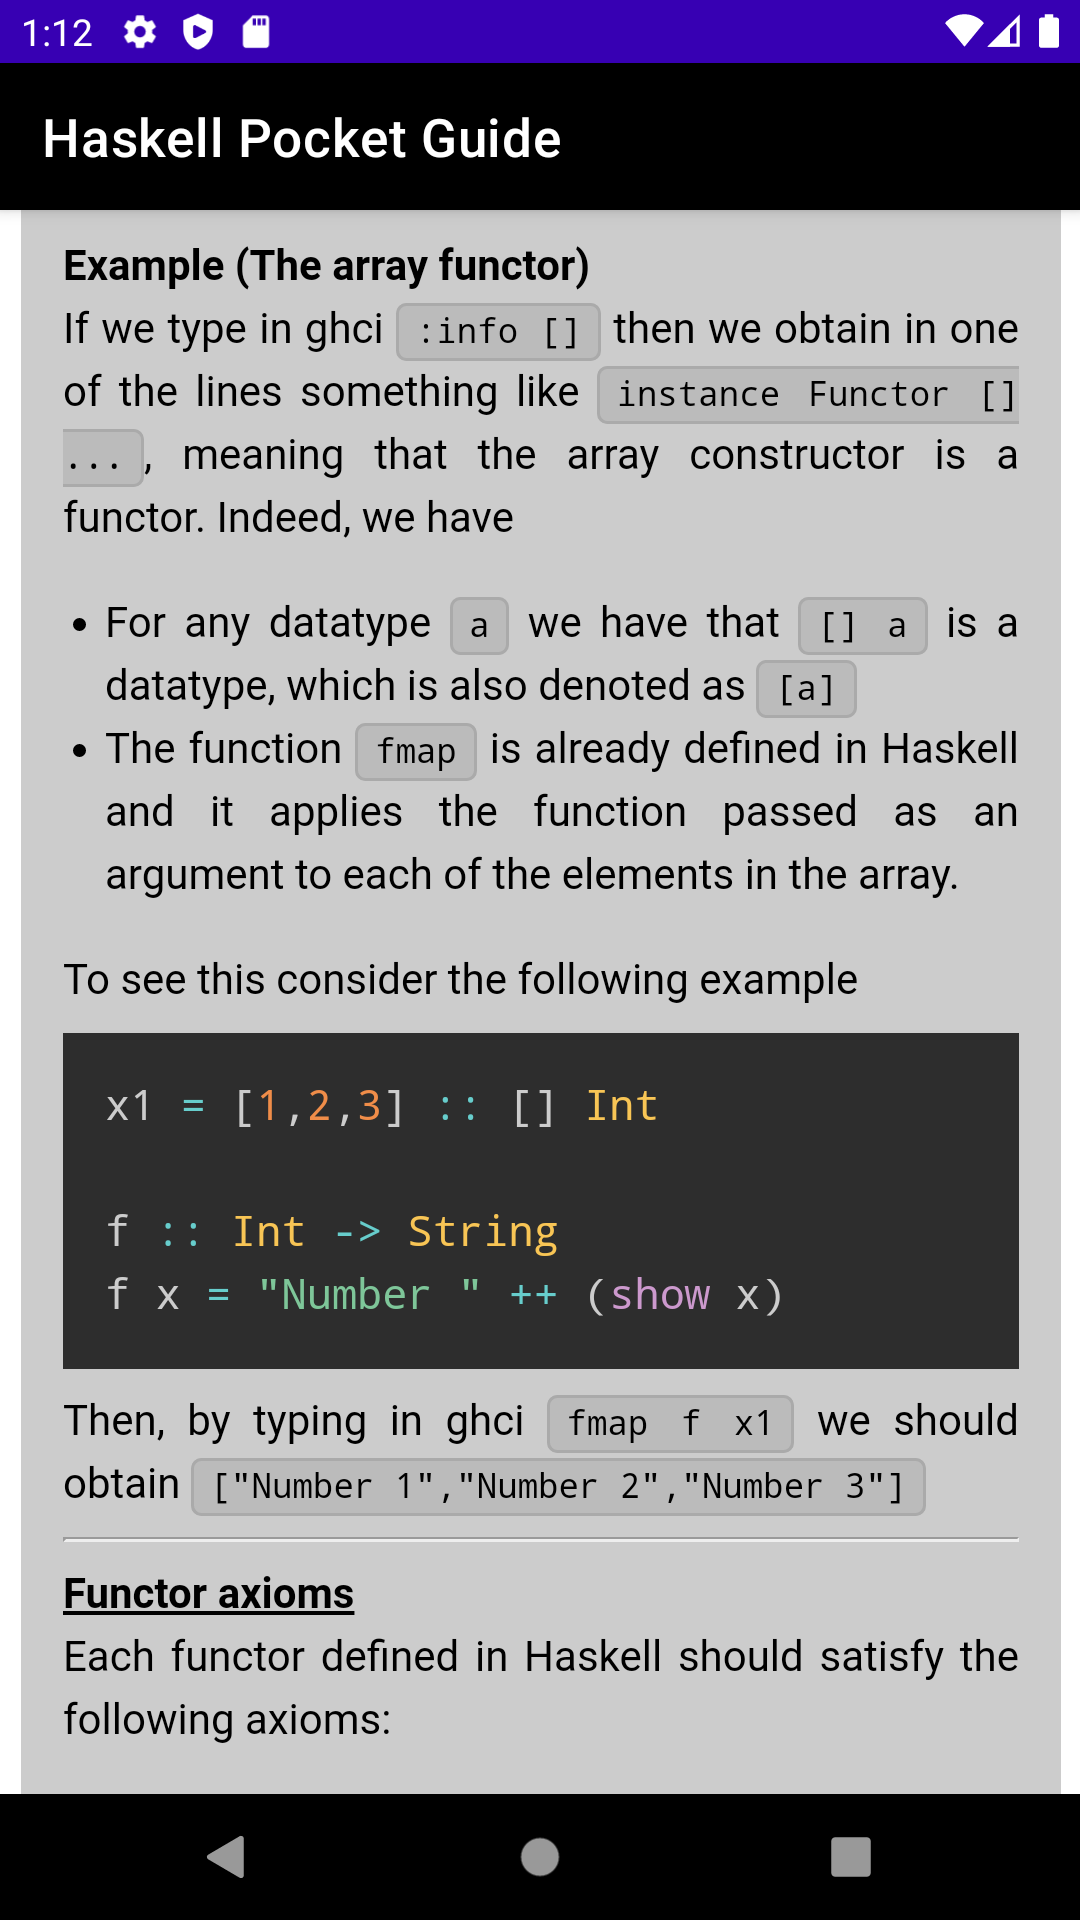 1:12
Haskell Pocket Guide
Example (The array functor)
If we type in ghci :info [] then we obtain in one
of the lines something like instance Functor []
..., meaning that the array constructor is a
functor. Indeed, we have
• For any datatype a we have that [] a is a
datatype, which is also denoted as [a]
• The function fmap is already defined in Haskell
and it applies the function passed as an
argument to each of the elements in the array.
To see this consider the following example
x1 = [1,2,3] :: [] Int
f :: Int -> String
f x = "Number " ++ (show x)
Then, by typing in ghci fmap f x1 we should
obtain ["Number 1","Number 2","Number 3"]
Functor axioms
Each functor defined in Haskell should satisfy the
following axioms: